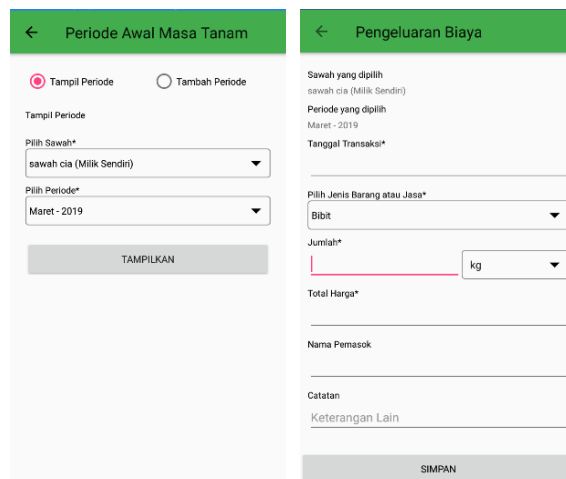 Periode Awal Masa Tanam
Tampil Periode
Tambah Periode
Tampil Periode
Pilih Sawah*
sawah cia (Milik Sendiri)
Pilih Periode*
Maret - 2019
TAMPILKAN
Pengeluaran Biaya
Sawah yang dipilih
sawah cia (Milik Sendiri)
Periode yang dipilih
Maret - 2019
Tanggal Transaksi*
Pilih Jenis Barang atau Jasa*
Bibit
Jumlah*
kg
Total Harga*
Nama Pemasok
Catatan
Keterangan Lain
SIMPAN